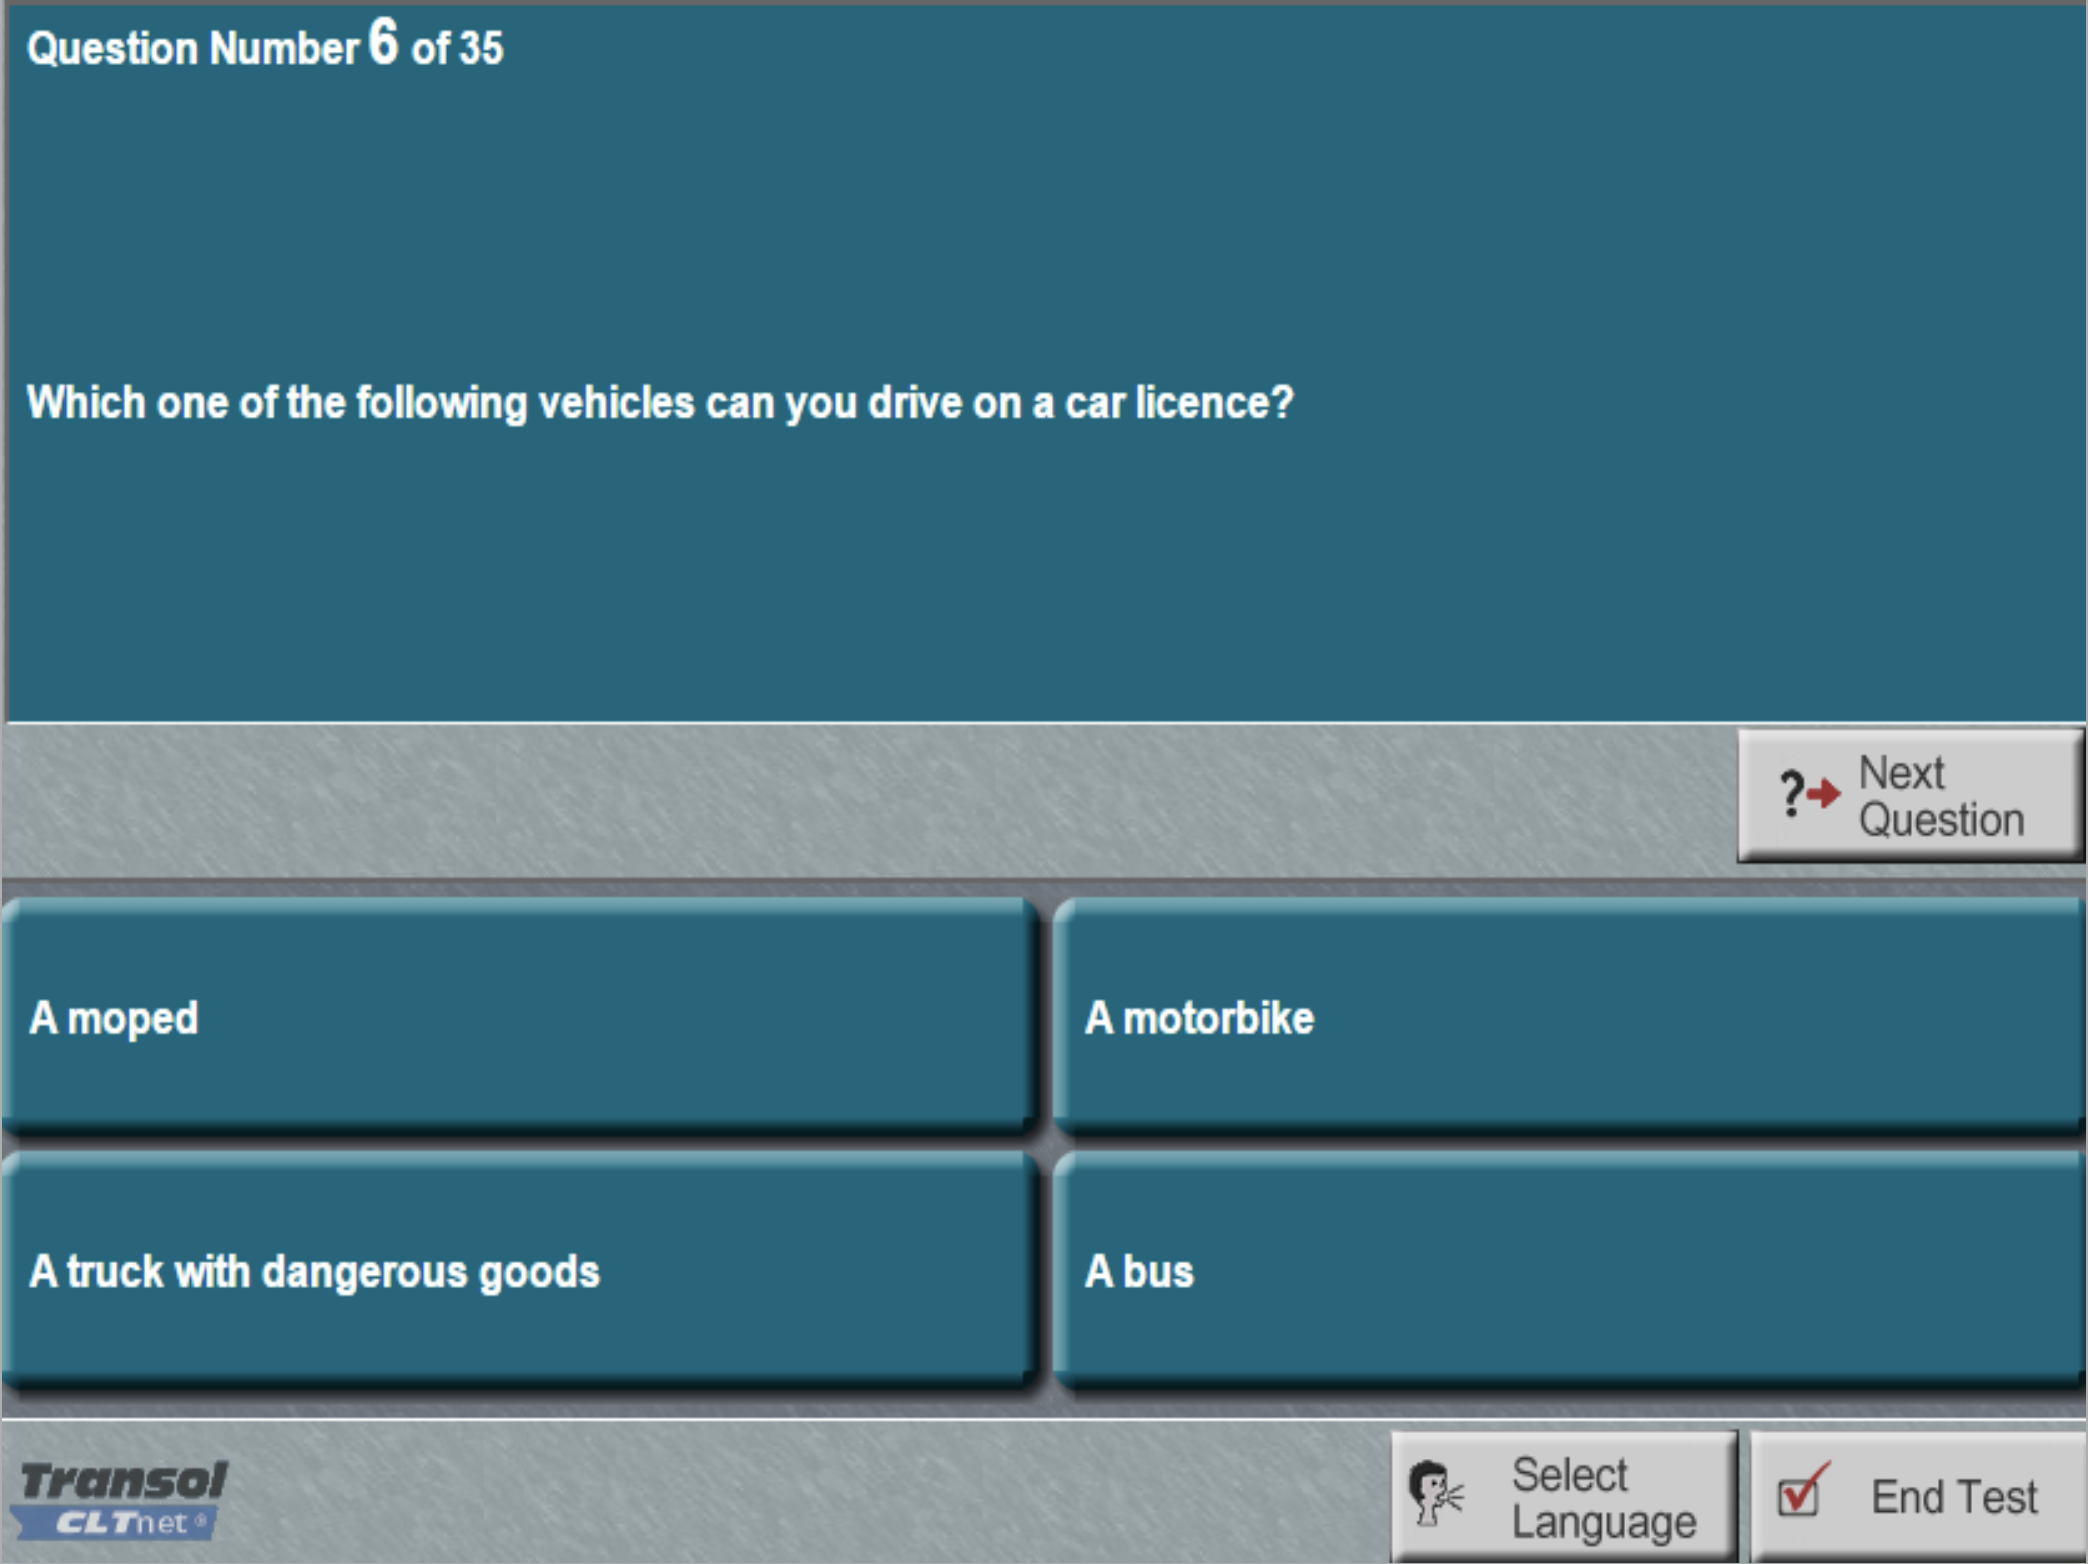 Question Number 6 of 35
Which one of the following vehicles can you drive on a car licence?
? Next
Question
A moped
A motorbike
A truck with dangerous goods
A bus
Transol
CLTnet ®
Select
Language
End Test